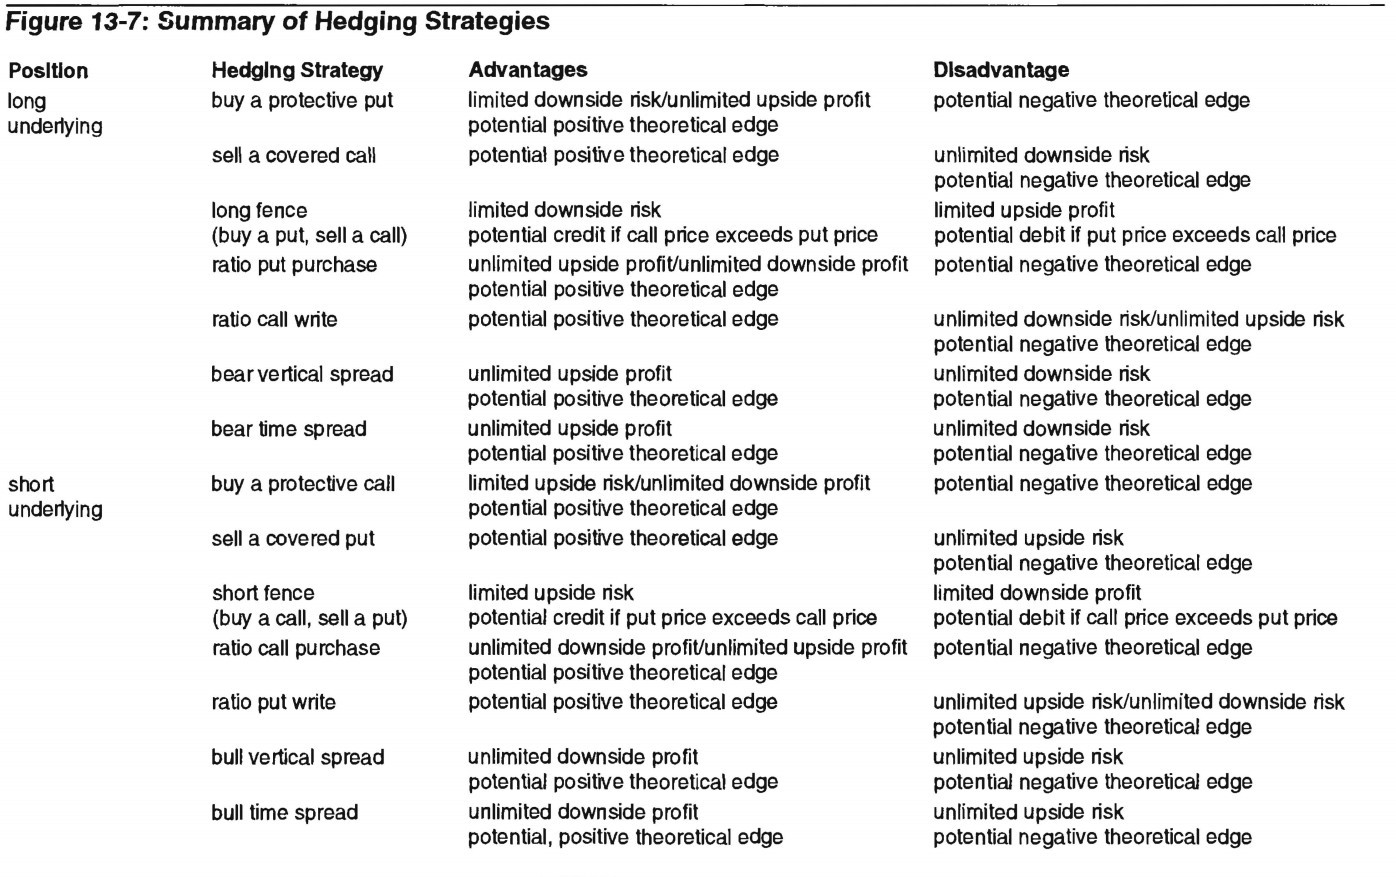 Figure 13-7: Summary of Hedging Strategies
Position Hedging Strategy Advantages Disadvantage
long buy a protective put limited downside risk/unlimited upside profit potential negative theoretical edge
underlying potential positive theoretical edge
sell a covered call potential positive theoretical edge unlimited downside risk
potential negative theoretical edge
long fence limited downside risk limited upside profit
(buy a put, sell a call) potential credit if call price exceeds put price potential debit if put price exceeds call price
ratio put purchase unlimited upside profit/unlimited downside profit potential negative theoretical edge
potential positive theoretical edge
ratio call write potential positive theoretical edge unlimited downside risk/unlimited upside risk
potential negative theoretical edge
bear vertical spread unlimited upside profit unlimited downside risk
potential positive theoretical edge potential negative theoretical edge
bear time spread unlimited upside profit unlimited downside risk
potential positive theoretical edge potential negative theoretical edge
short buy a protective call limited upside risk/unlimited downside profit potential negative theoretical edge
underlying potential positive theoretical edge
sell a covered put potential positive theoretical edge unlimited upside risk
potential negative theoretical edge
short fence limited upside risk limited downside profit
(buy a call, sell a put) potential credit if put price exceeds call price potential debit if call price exceeds put price
ratio call purchase unlimited downside profit/unlimited upside profit potential negative theoretical edge
potential positive theoretical edge
ratio put write potential positive theoretical edge unlimited upside risk/unlimited downside risk
potential negative theoretical edge
bull vertical spread unlimited downside profit unlimited upside risk
potential positive theoretical edge potential negative theoretical edge
bull time spread unlimited downside profit unlimited upside risk
potential, positive theoretical edge potential negative theoretical edge